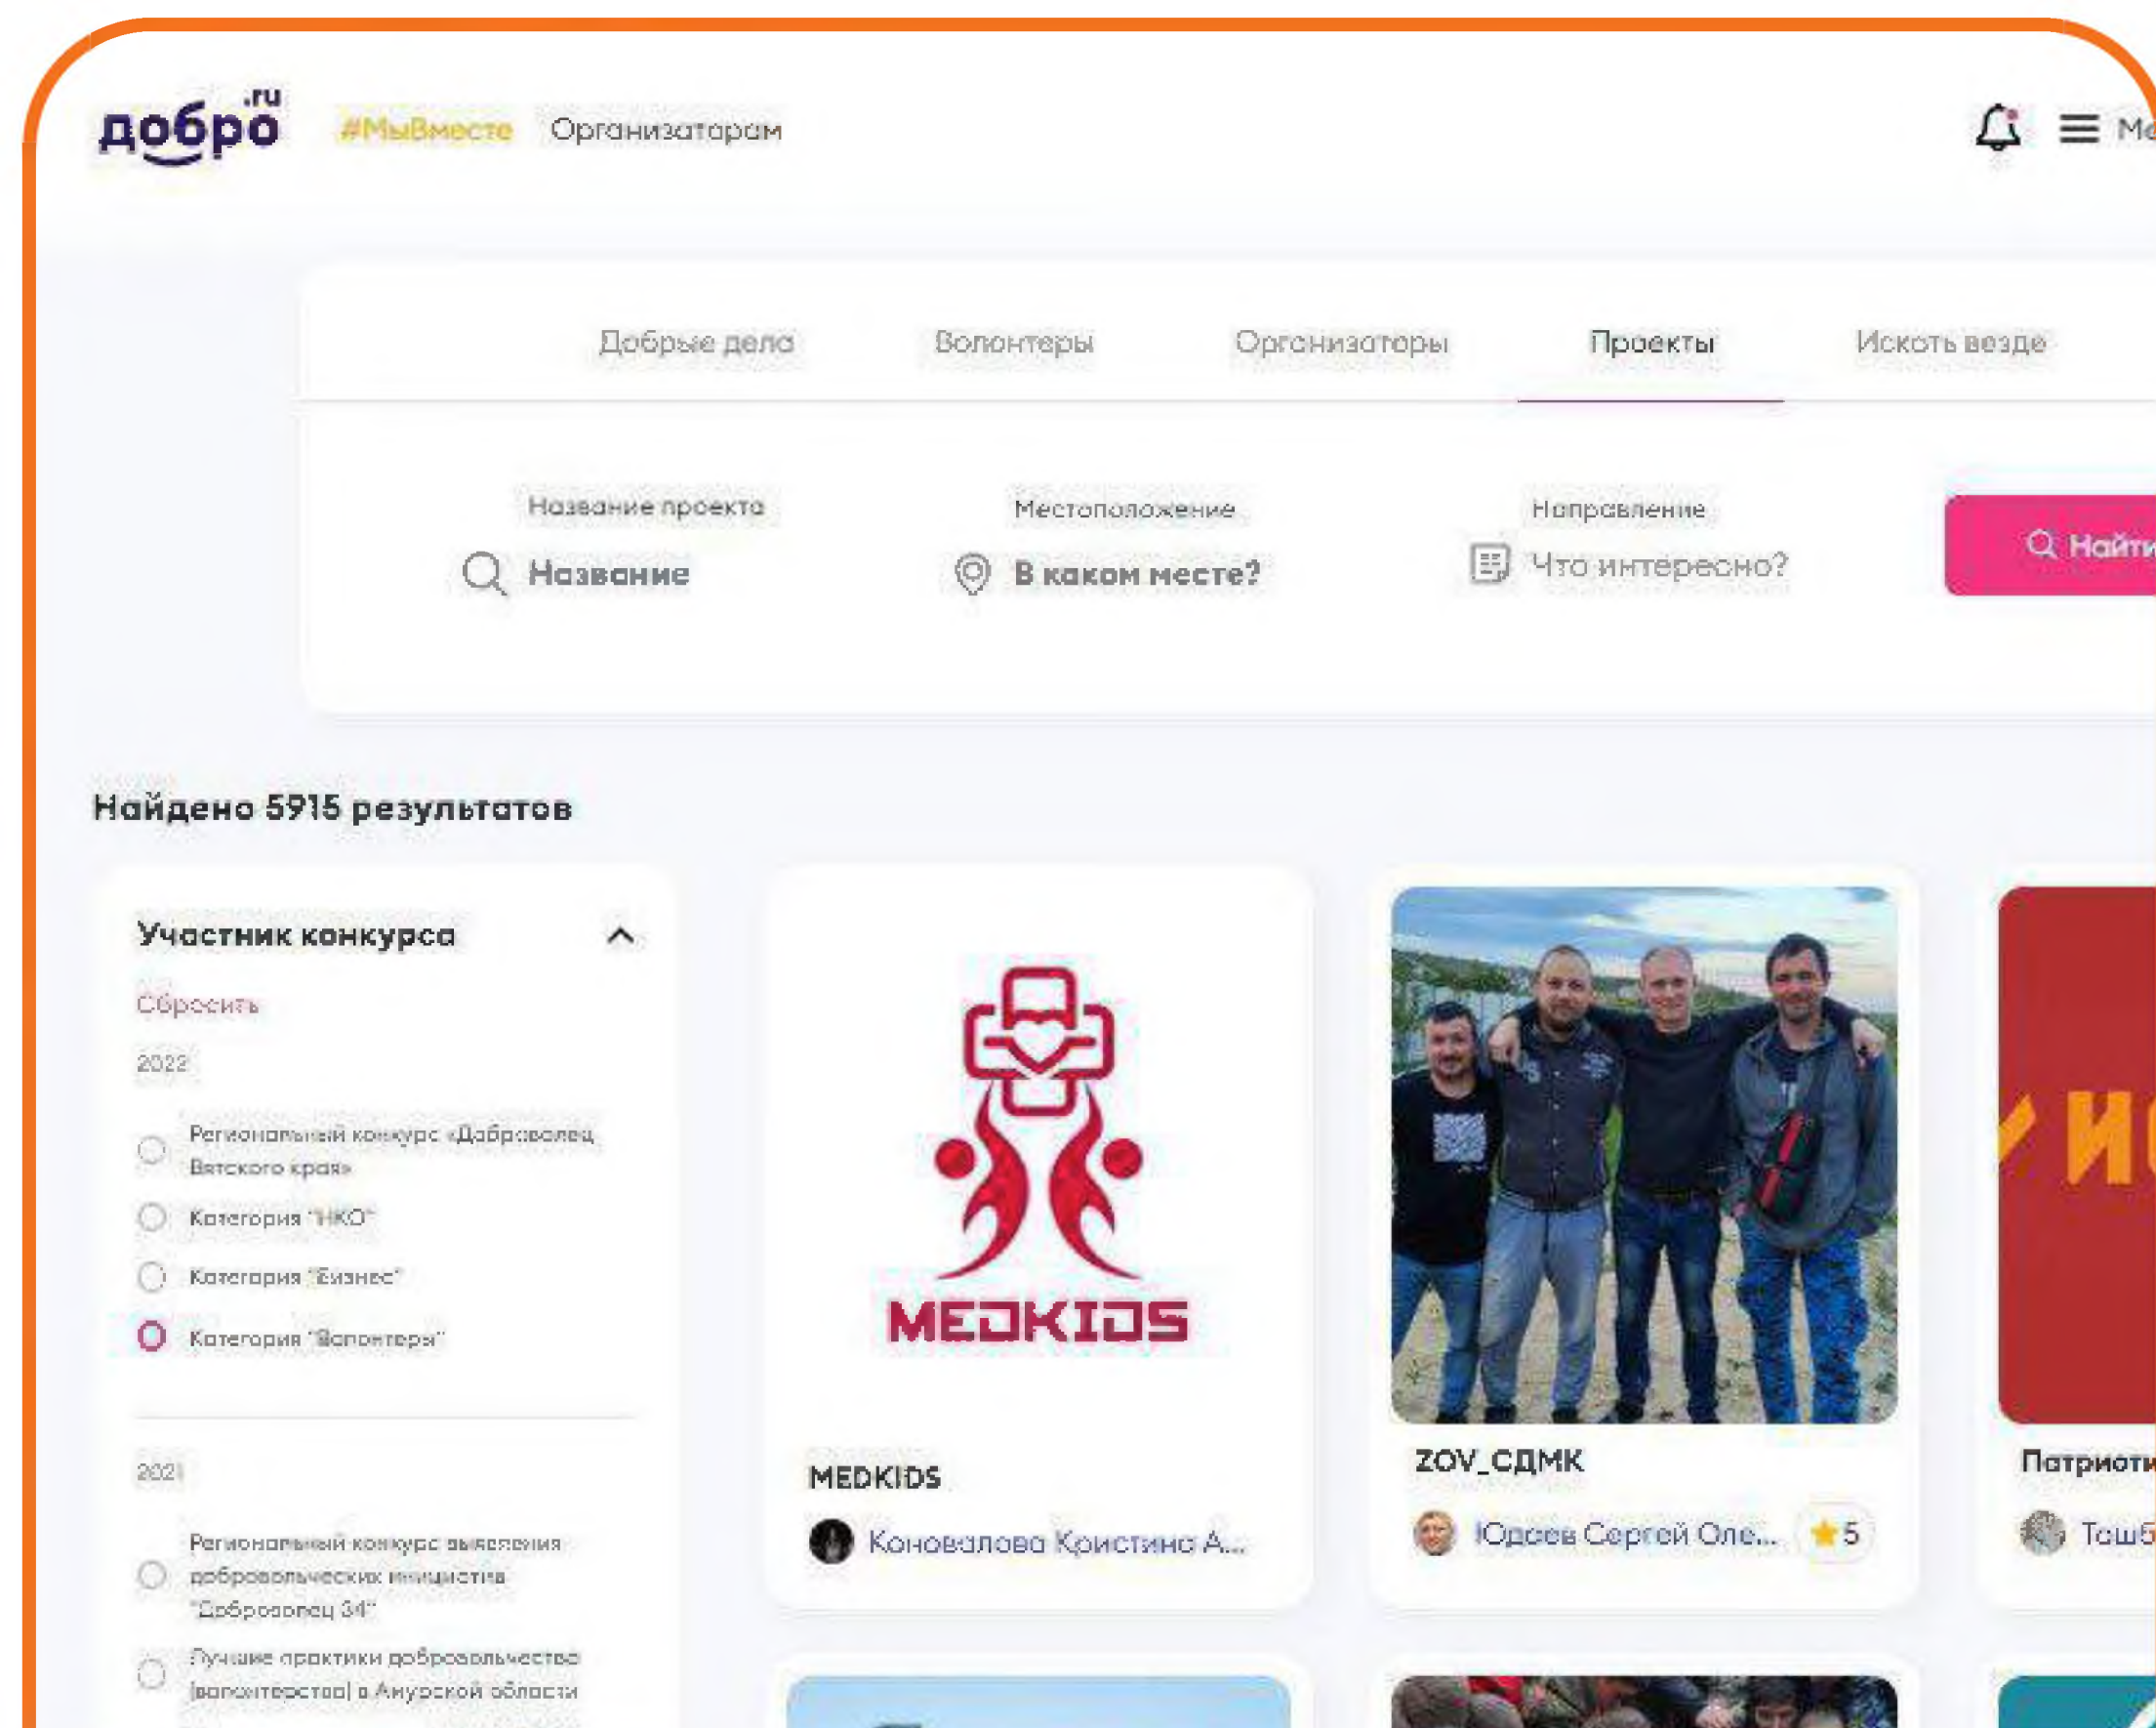 добро.ru
#МыВместе Организаторам
Добрые дела Волонтеры Организаторы Проекты Искать везде
Название проекта Местоположение Направление
Название В каком месте? Что интересно? Найти
Найдено 5915 результатов
Участник конкурса
Сбросить
2022
Региональный конкурс «Доброволец
Вятского края»
Категория "НКО"
Категория "Бизнес"
Категория "Волонтеры"
2021
Региональный конкурс выявления
добровольческих инициатив
"Доброволец 34"
Лучшие практики добровольчества
(волонтерства) в Амурской области
MEDKIDS
MEDKIDS
Коновалова Кристина А...
ZOV_СДМК
Юдаев Сергей Оле... 5